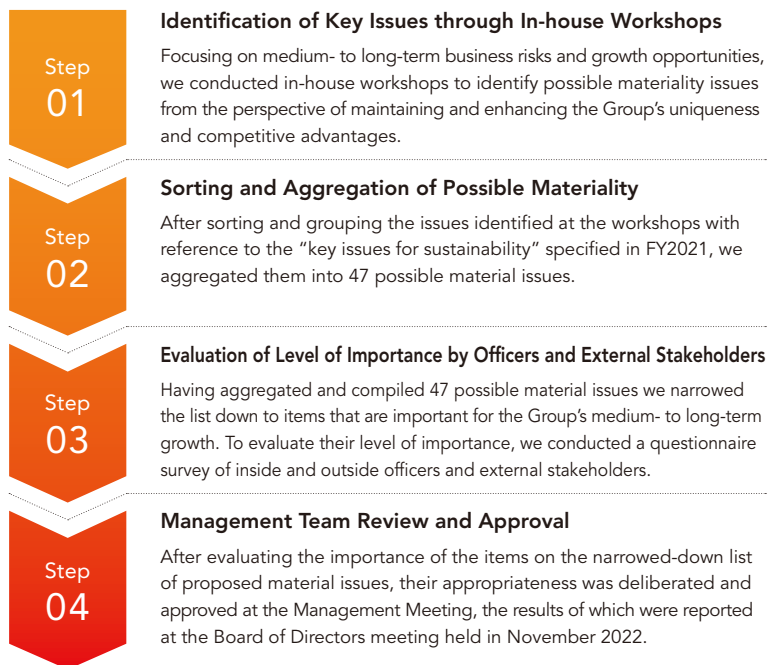 Step
01
Identification of Key Issues through In-house Workshops
Focusing on medium- to long-term business risks and growth opportunities,
we conducted in-house workshops to identify possible materiality issues
from the perspective of maintaining and enhancing the Group’s uniqueness
and competitive advantages.
Step
02
Sorting and Aggregation of Possible Materiality
After sorting and grouping the issues identified at the workshops with
reference to the “key issues for sustainability” specified in FY2021, we
aggregated them into 47 possible material issues.
Step
03
Evaluation of Level of Importance by Officers and External Stakeholders
Having aggregated and compiled 47 possible material issues we narrowed
the list down to items that are important for the Group’s medium- to long-term
growth. To evaluate their level of importance, we conducted a questionnaire
survey of inside and outside officers and external stakeholders.
Step
04
Management Team Review and Approval
After evaluating the importance of the items on the narrowed-down list
of proposed material issues, their appropriateness was deliberated and
approved at the Management Meeting, the results of which were reported
at the Board of Directors meeting held in November 2022.